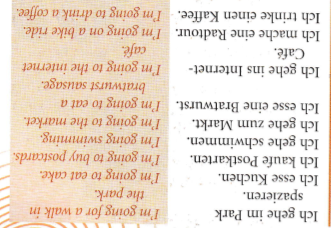 Ich gehe im Park
spazieren.
Ich esse Kuchen.
Ich kaufe Postkarten.
Ich gehe schwimmen.
Ich gehe zum Markt.
Ich esse eine Bratwurst.
Ich gehe ins Internet-
Café.
Ich mache eine Radtour.
Ich trinke einen Kaffee.
I'm going for a walk in
the park.
I'm going to eat cake.
I'm going to buy postcards.
I'm going swimming.
I'm going to the market.
I'm going to eat a
bratwurst sausage.
I'm going to the internet
café.
I'm going on a bike ride.
I'm going to drink a coffee.